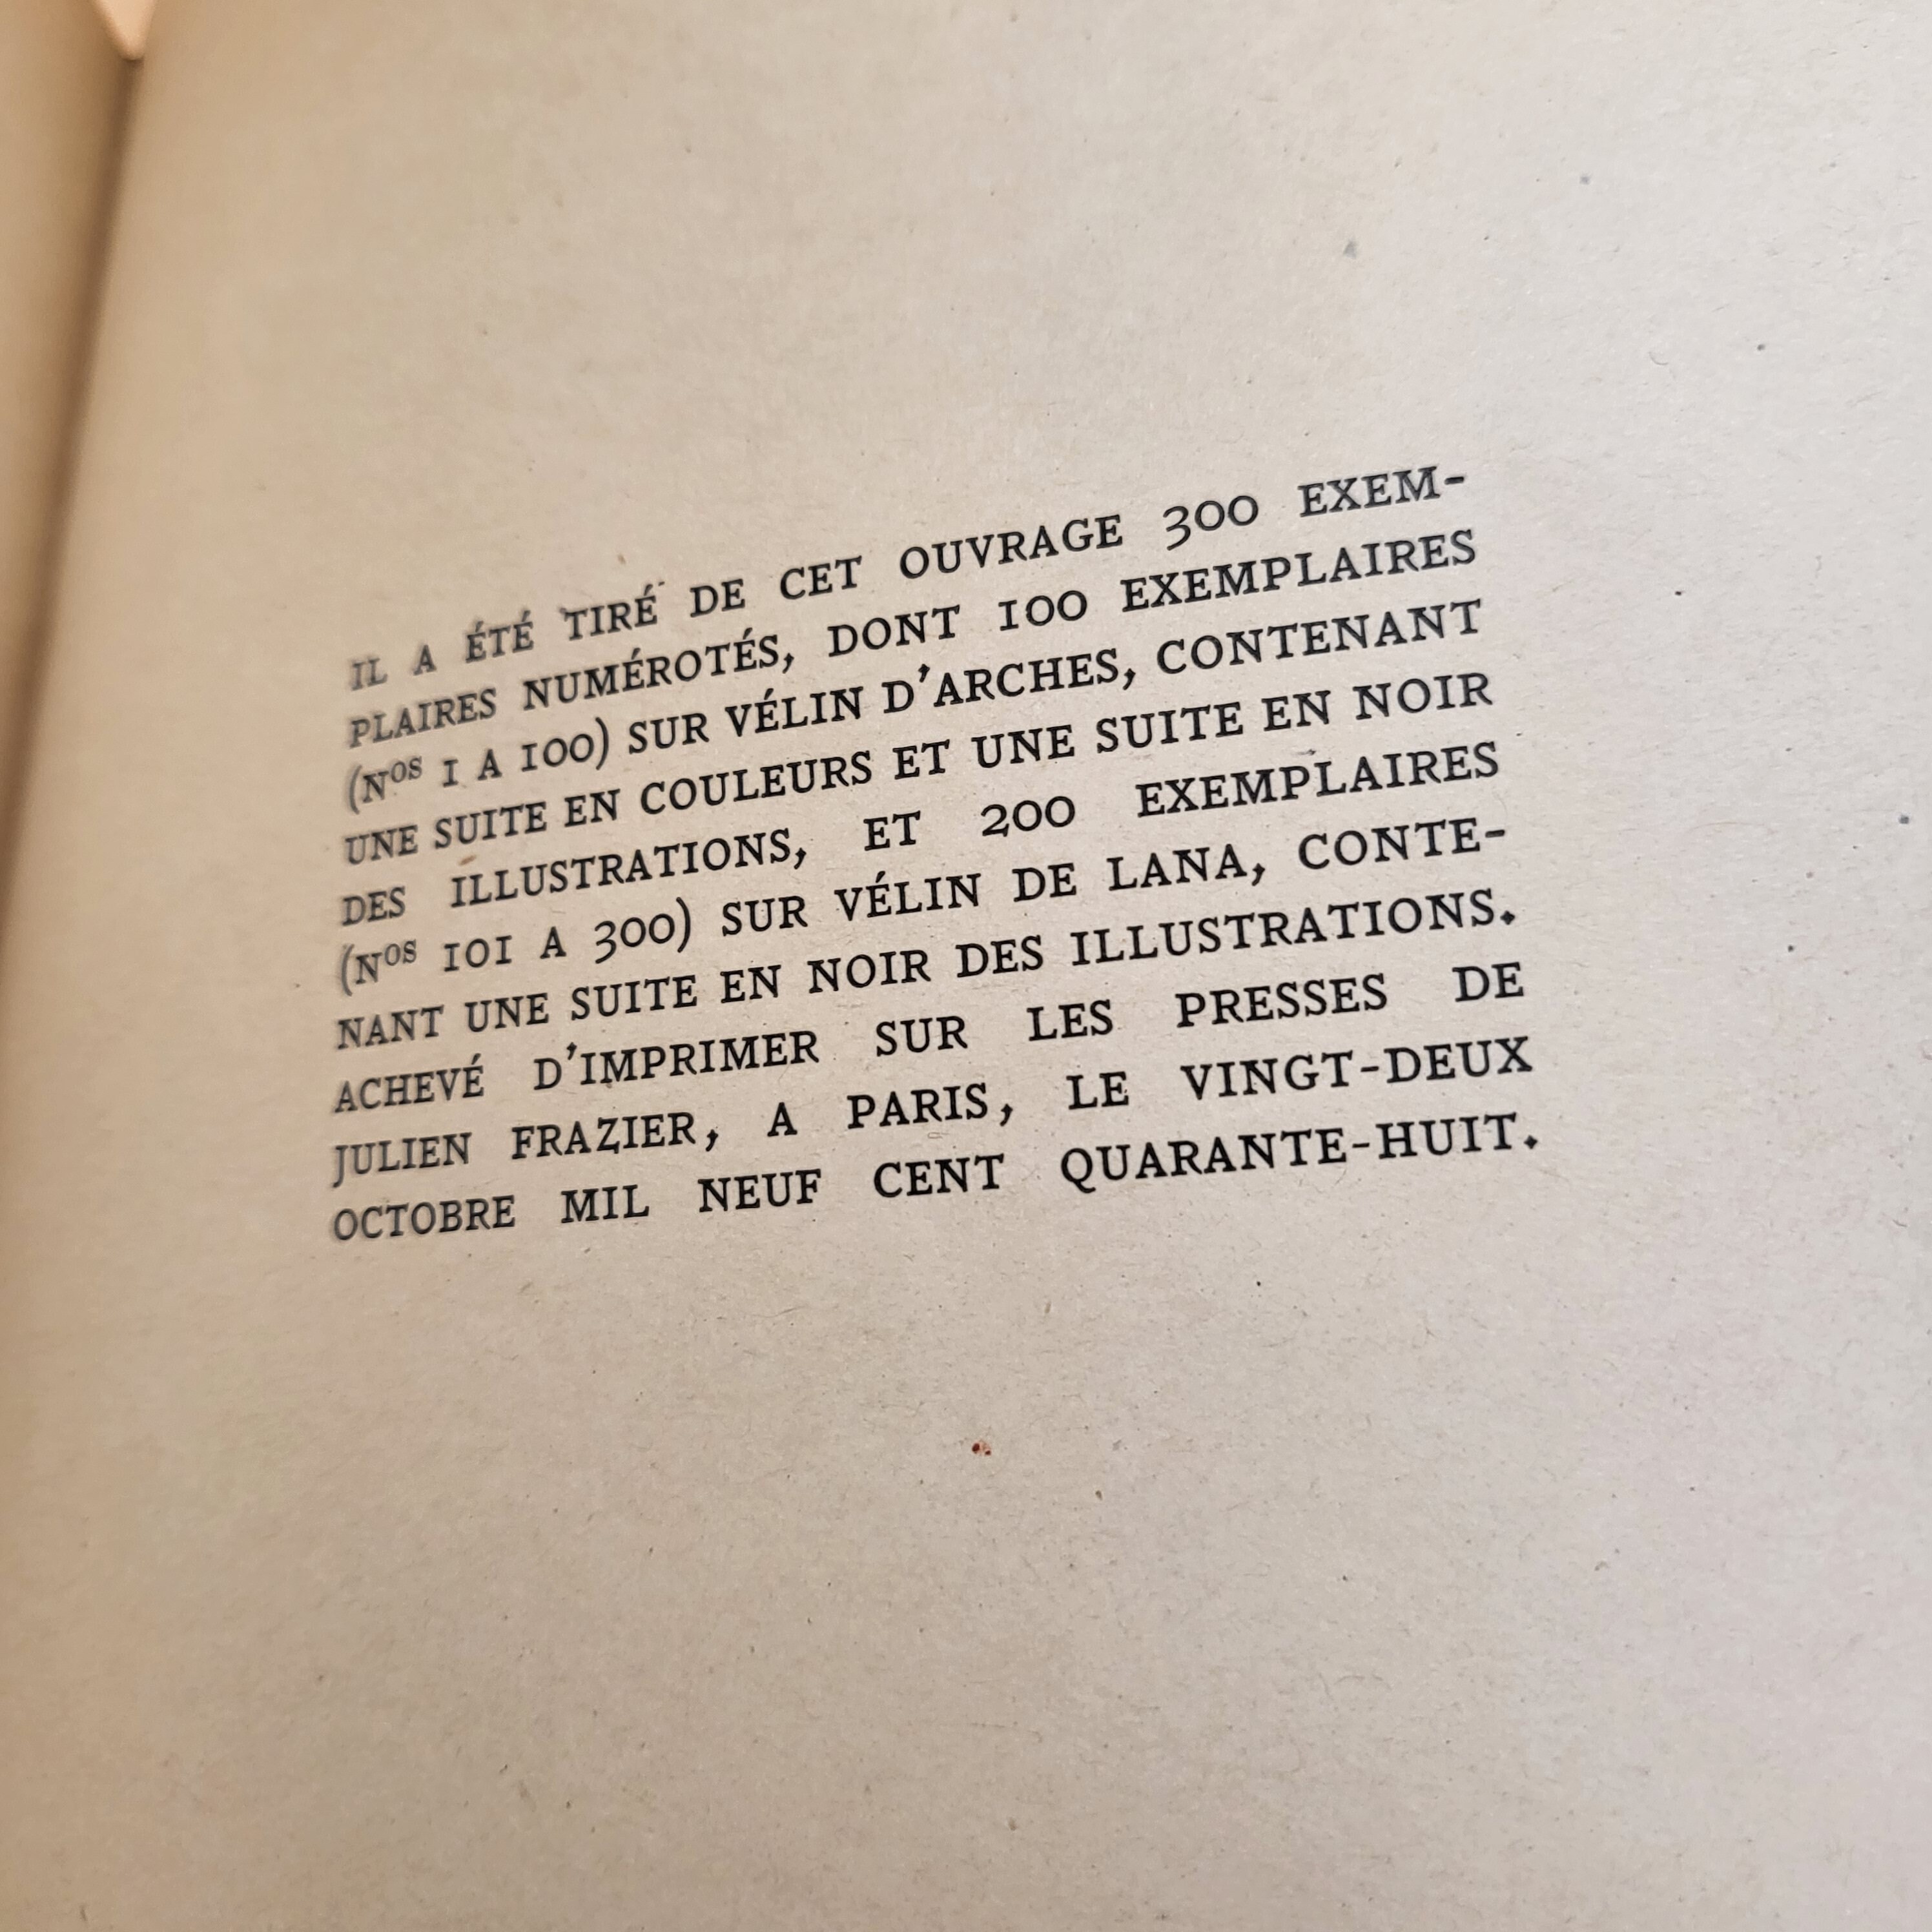 IL A ÉTÉ TIRÉ DE CET OUVRAGE 300 EXEM-
PLAIRES NUMÉROTÉS, DONT 100 EXEMPLAIRES
(Nos 1 A 100) SUR VÉLIN D'ARCHES, CONTENANT
UNE SUITE EN COULEURS ET UNE SUITE EN NOIR
DES ILLUSTRATIONS, ET 200 EXEMPLAIRES
(Nos 101 A 300) SUR VÉLIN DE LANA, CONTE-
NANT UNE SUITE EN NOIR DES ILLUSTRATIONS.
ACHEVÉ D'IMPRIMER SUR LES PRESSES DE
JULIEN FRAZIER, A PARIS, LE VINGT-DEUX
OCTOBRE MIL NEUF CENT QUARANTE-HUIT.